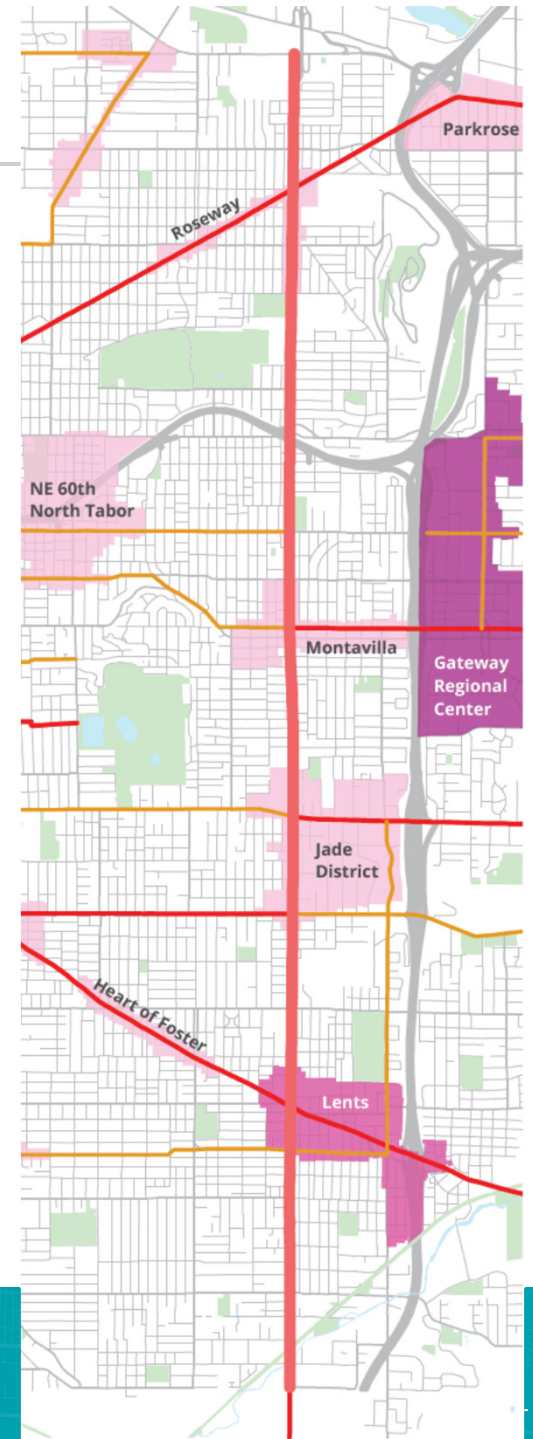 Parkrose
Roseway
NE 60th
North Tabor
Montavilla
Gateway
Regional
Center
Jade
District
Heart of Foster
Lents